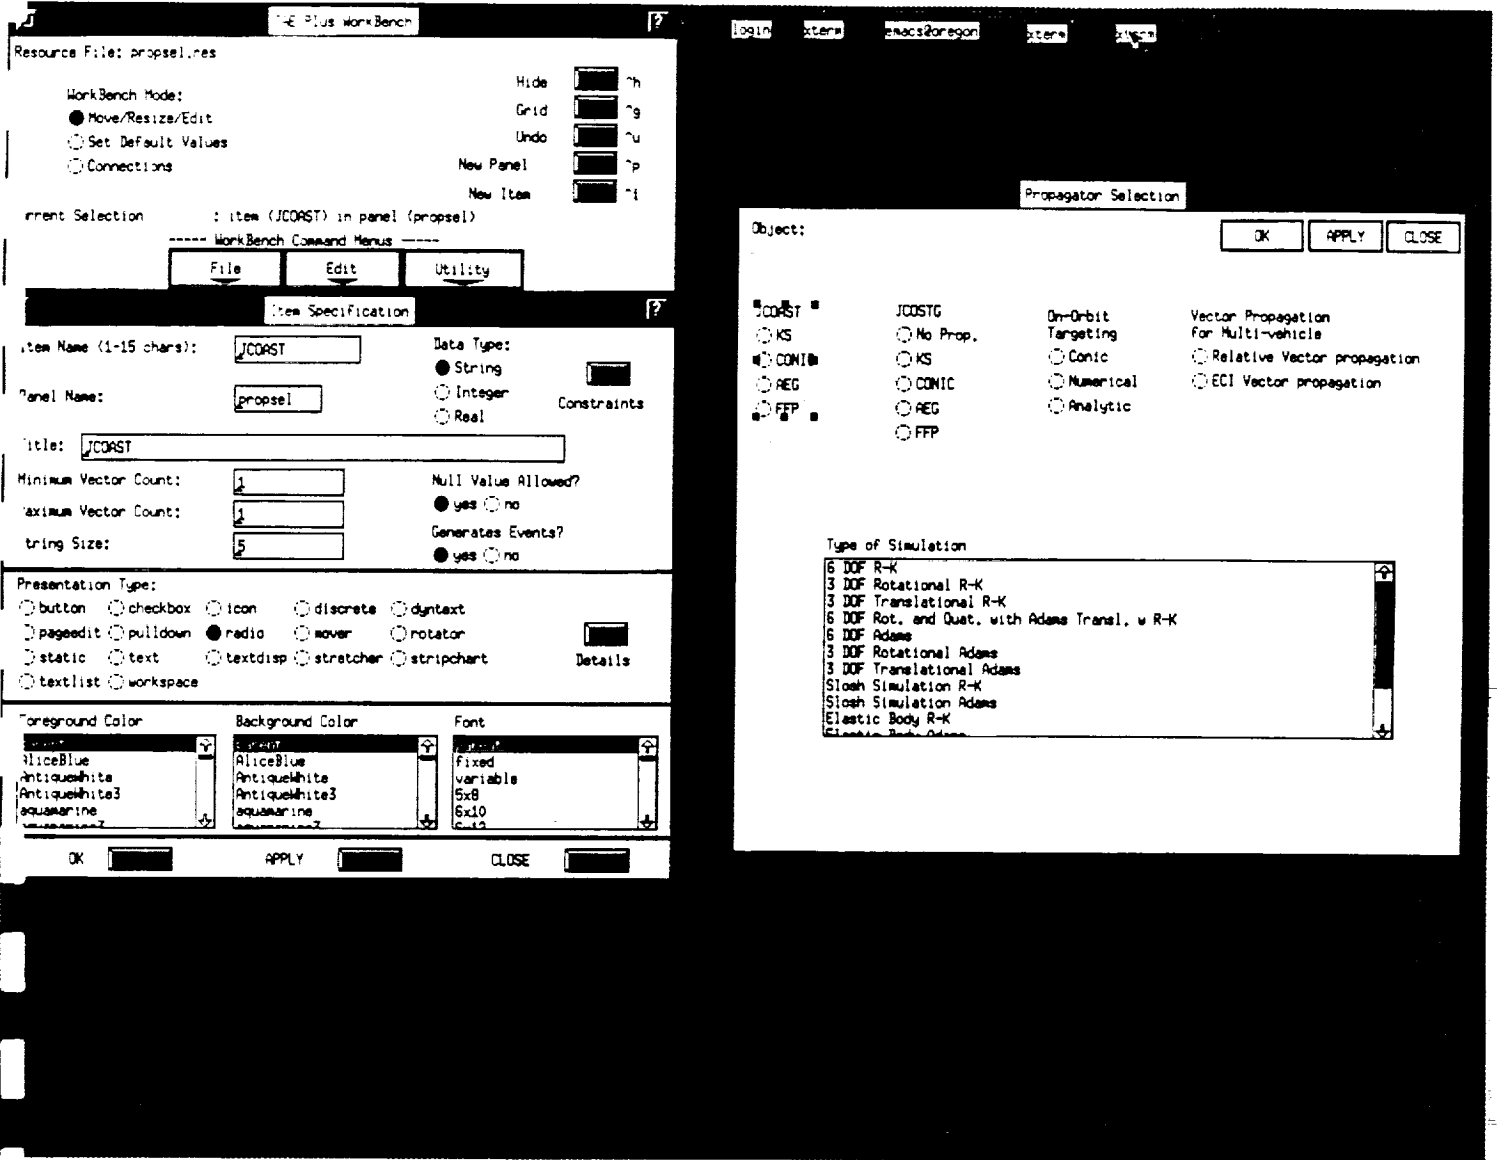 Plus WorkBench
Resource File: propsel.res
WorkBench Mode:
Move/Resize/Edit
Set Default Values
Connections
Hide ^h
Grid ^g
Undo ^u
New Panel ^p
New Item ^i
Selection : item (JCOAST) in panel (propsel)
----- WorkBench Command Menus -----
File Edit Utility
Item Specification
Name (1-15 chars): JCOAST
Name: propsel
JCOAST
Data Type:
String
Integer
Real
Constraints
Minimum Vector Count: 1
Vector Count: 1
Size: 5
Null Value Allowed?
yes no
Generates Events?
yes no
Presentation Type:
button checkbox icon discrete dyntext
pageedit pulldown radio mover rotator
static text textdisp stretcher stripchart
textlist workspace
Details
Color
AliceBlue
AntiqueWhite
AntiqueWhite3
aquamarine
Background Color
AliceBlue
AntiqueWhite
AntiqueWhite3
aquamarine
Font
fixed
variable
5x8
6x10
OK APPLY CLOSE
login xterm emacs@oregon xterm xterm
Propagator Selection
Object:
OK APPLY CLOSE
JCOAST
KS
CONIC
AEG
FFP
JCOSTG
No Prop.
KS
CONIC
AEG
FFP
On-Orbit
Targeting
Conic
Numerical
Analytic
Vector Propagation
for Multi-vehicle
Relative Vector propagation
ECI Vector propagation
Type of Simulation
6 DOF R-K
3 DOF Rotational R-K
3 DOF Translational R-K
6 DOF Rot. and Quat. with Adams Transl. w R-K
6 DOF Adams
3 DOF Rotational Adams
3 DOF Translational Adams
Slosh Simulation R-K
Slosh Simulation Adams
Elastic Body R-K
Elastic Body Adams